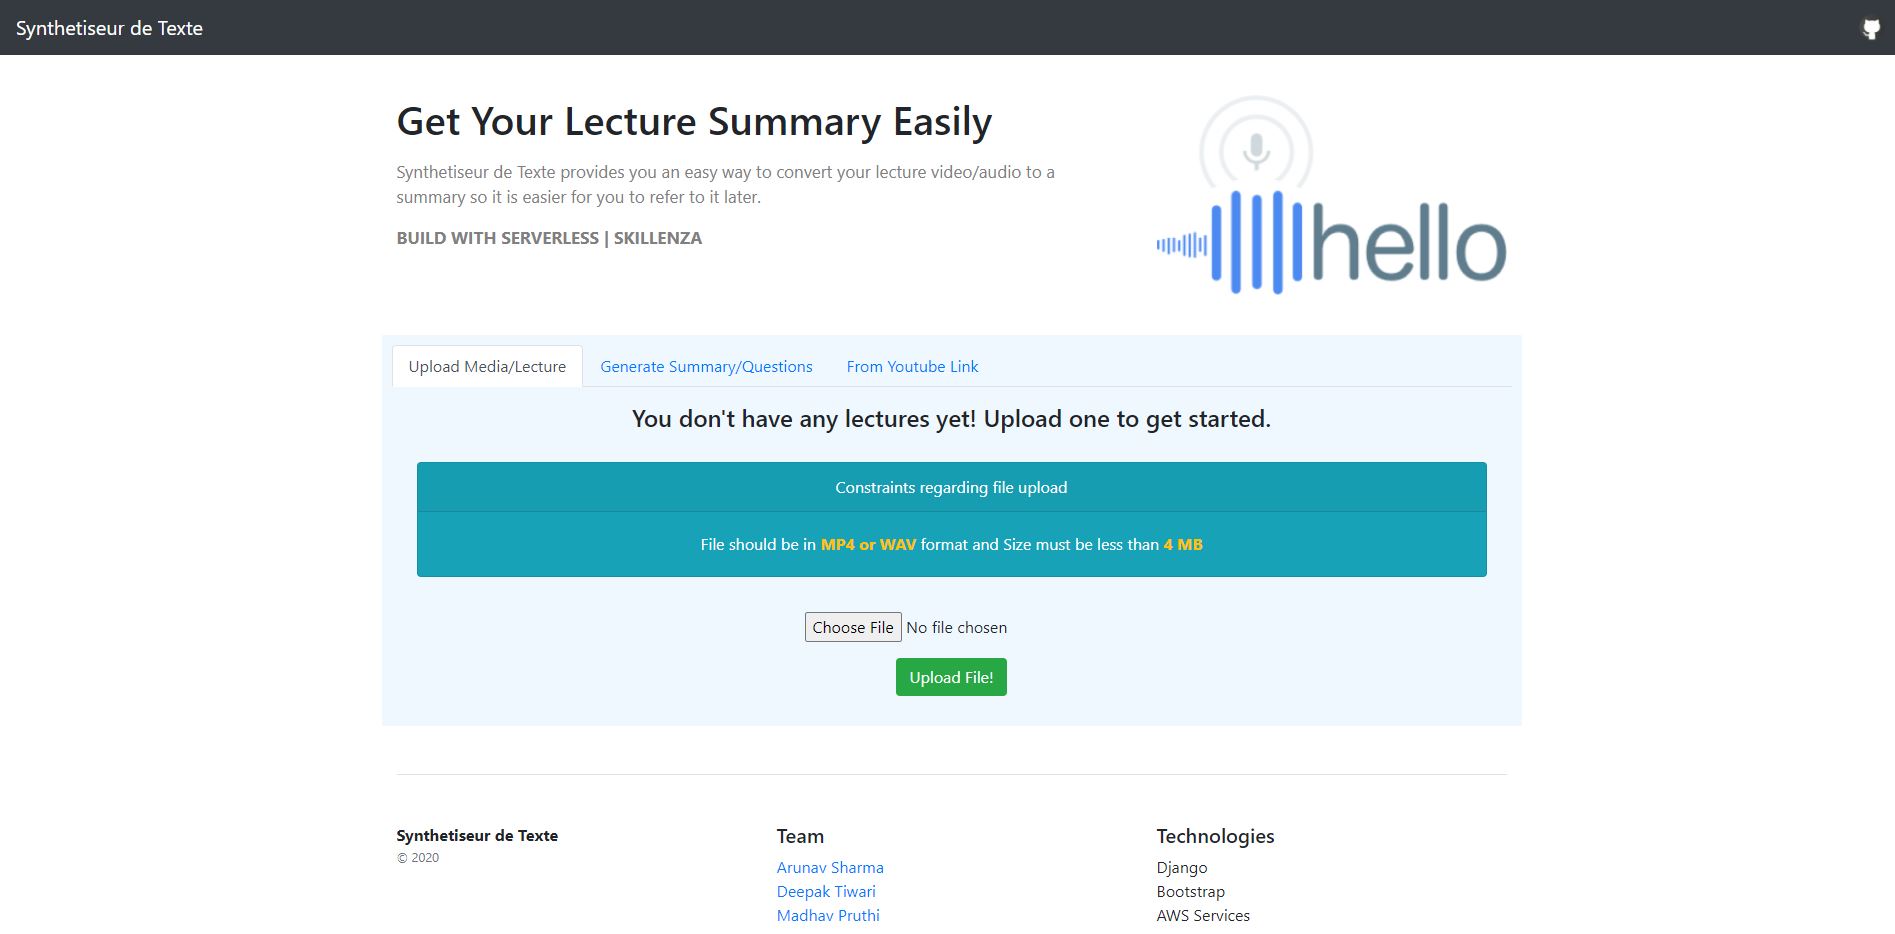 Synthetiseur de Texte
Get Your Lecture Summary Easily
Synthetiseur de Texte provides you an easy way to convert your lecture video/audio to a
summary so it is easier for you to refer to it later.
BUILD WITH SERVERLESS | SKILLENZA
hello
Upload Media/Lecture
Generate Summary/Questions
From Youtube Link
You don't have any lectures yet! Upload one to get started.
Constraints regarding file upload
File should be in MP4 or WAV format and Size must be less than 4 MB
Choose File No file chosen
Upload File!
Synthetiseur de Texte
© 2020
Team
Arunav Sharma
Deepak Tiwari
Madhav Pruthi
Technologies
Django
Bootstrap
AWS Services